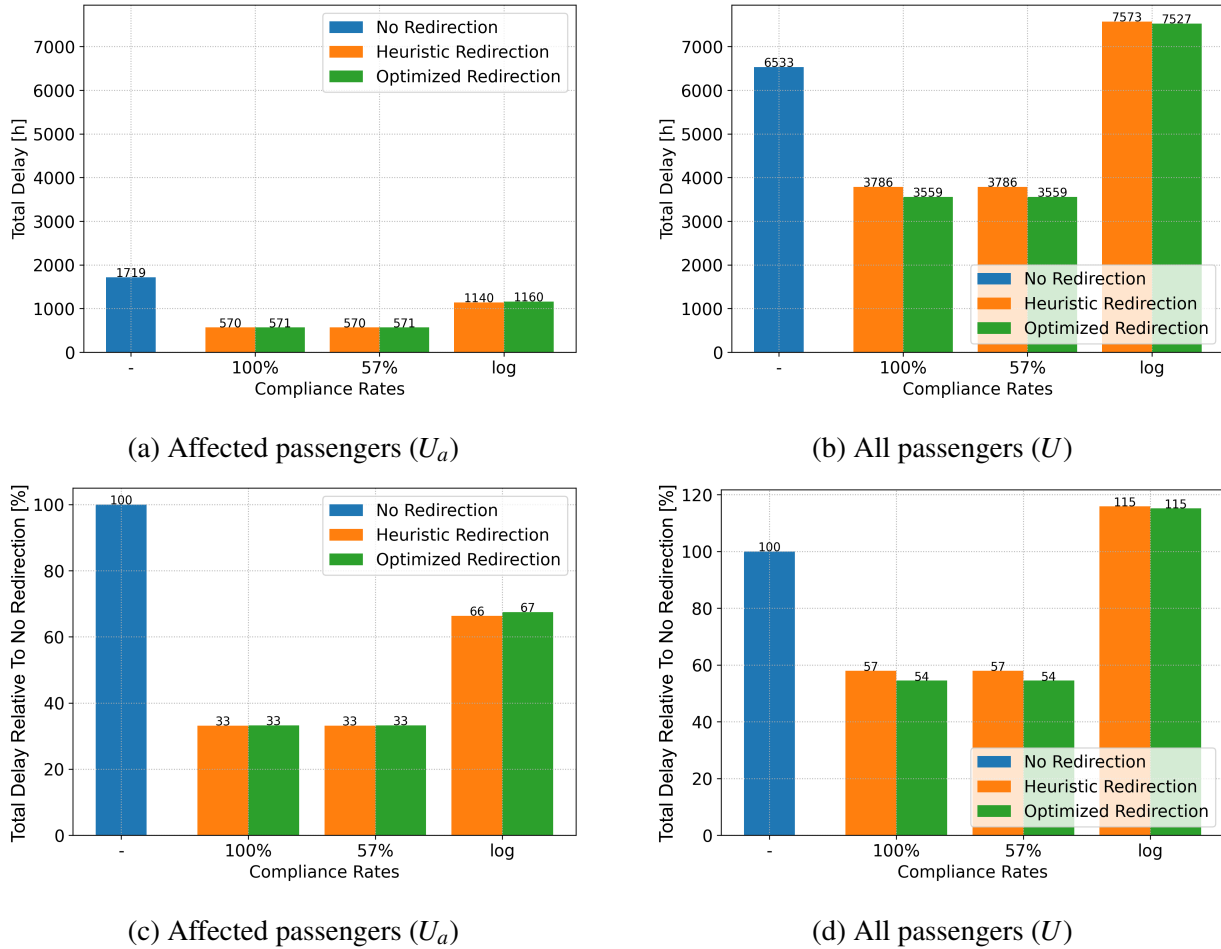 No Redirection
Heuristic Redirection
Optimized Redirection
Total Delay [h]
7000
6000
5000
4000
3000
2000
1000
0
1719
570
571
570
571
1140
1160
-
100%
57%
log
Compliance Rates
(a) Affected passengers (Ua)
Total Delay [h]
7000
6000
5000
4000
3000
2000
1000
0
6533
3786
3559
3786
3559
7573
7527
No Redirection
Heuristic Redirection
Optimized Redirection
-
100%
57%
log
Compliance Rates
(b) All passengers (U)
Total Delay Relative To No Redirection [%]
100
80
60
40
20
0
100
33
33
33
33
66
67
No Redirection
Heuristic Redirection
Optimized Redirection
-
100%
57%
log
Compliance Rates
(c) Affected passengers (Ua)
Total Delay Relative To No Redirection [%]
120
100
80
60
40
20
0
100
57
54
57
54
115
115
No Redirection
Heuristic Redirection
Optimized Redirection
-
100%
57%
log
Compliance Rates
(d) All passengers (U)